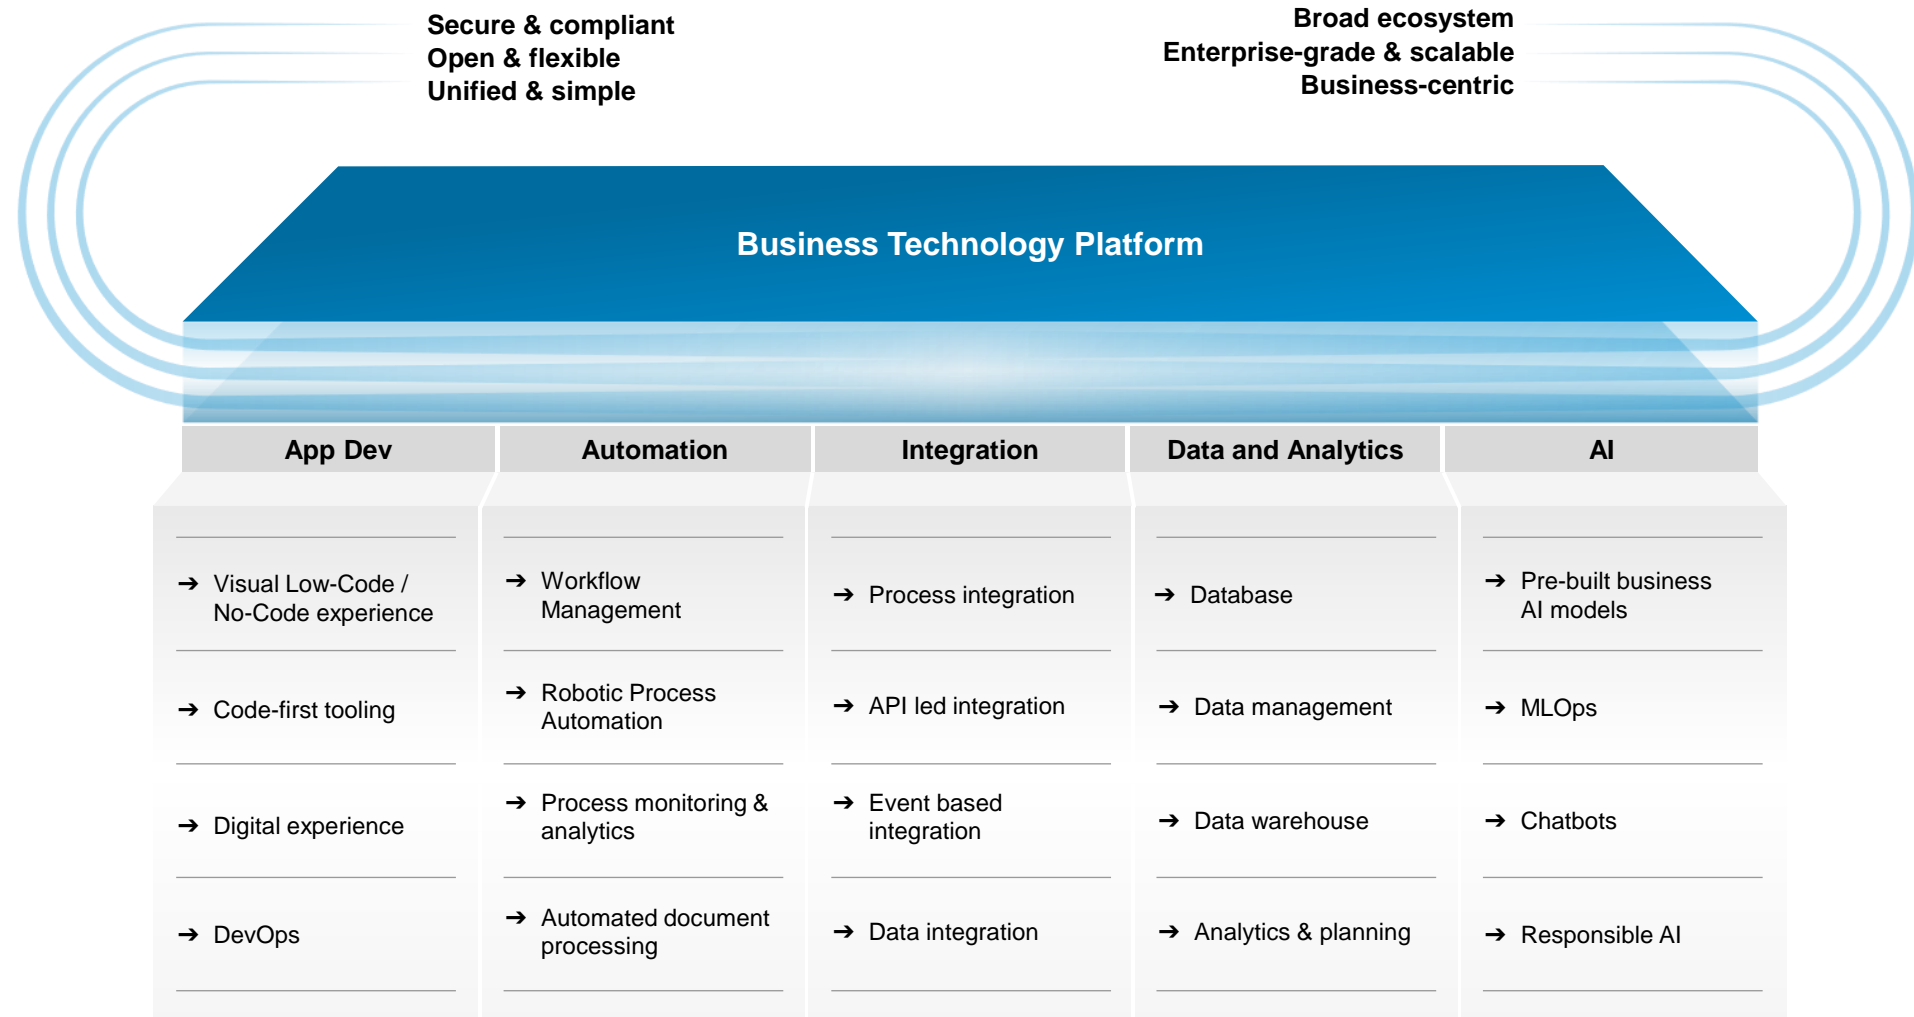 Secure & compliant
Open & flexible
Unified & simple
Broad ecosystem
Enterprise-grade & scalable
Business-centric
Business Technology Platform
App Dev
Automation
Integration
Data and Analytics
AI
➔ Visual Low-Code /
No-Code experience
➔ Code-first tooling
➔ Digital experience
➔ DevOps
➔ Workflow
Management
➔ Robotic Process
Automation
➔ Process monitoring &
analytics
➔ Automated document
processing
➔ Process integration
➔ API led integration
➔ Event based
integration
➔ Data integration
➔ Database
➔ Data management
➔ Data warehouse
➔ Analytics & planning
➔ Pre-built business
AI models
➔ MLOps
➔ Chatbots
➔ Responsible AI